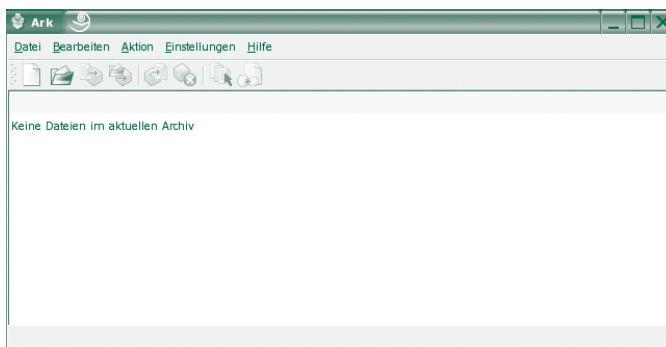 Ark
Datei Bearbeiten Aktion Einstellungen Hilfe
Keine Dateien im aktuellen Archiv